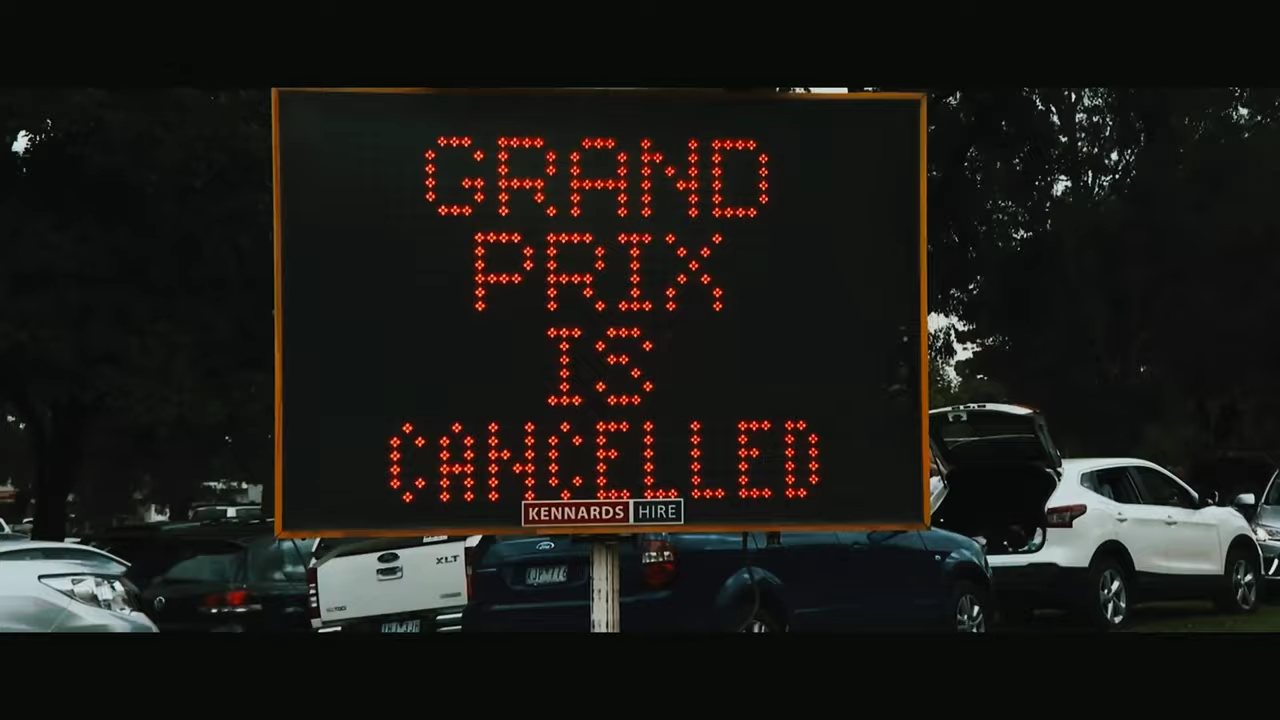 GRAND
PRIX
IS
CANCELLED
KENNARDS HIRE
XLT